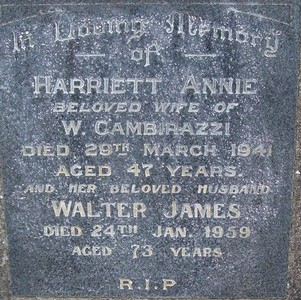 In Loving Memory
of
HARRIETT ANNIE
BELOVED WIFE OF
W. GAMBIRAZZI
DIED 29TH MARCH 1941
AGED 47 YEARS.
AND HER BELOVED HUSBAND
WALTER JAMES
DIED 24TH JAN. 1959
AGED 73 YEARS
R.I.P